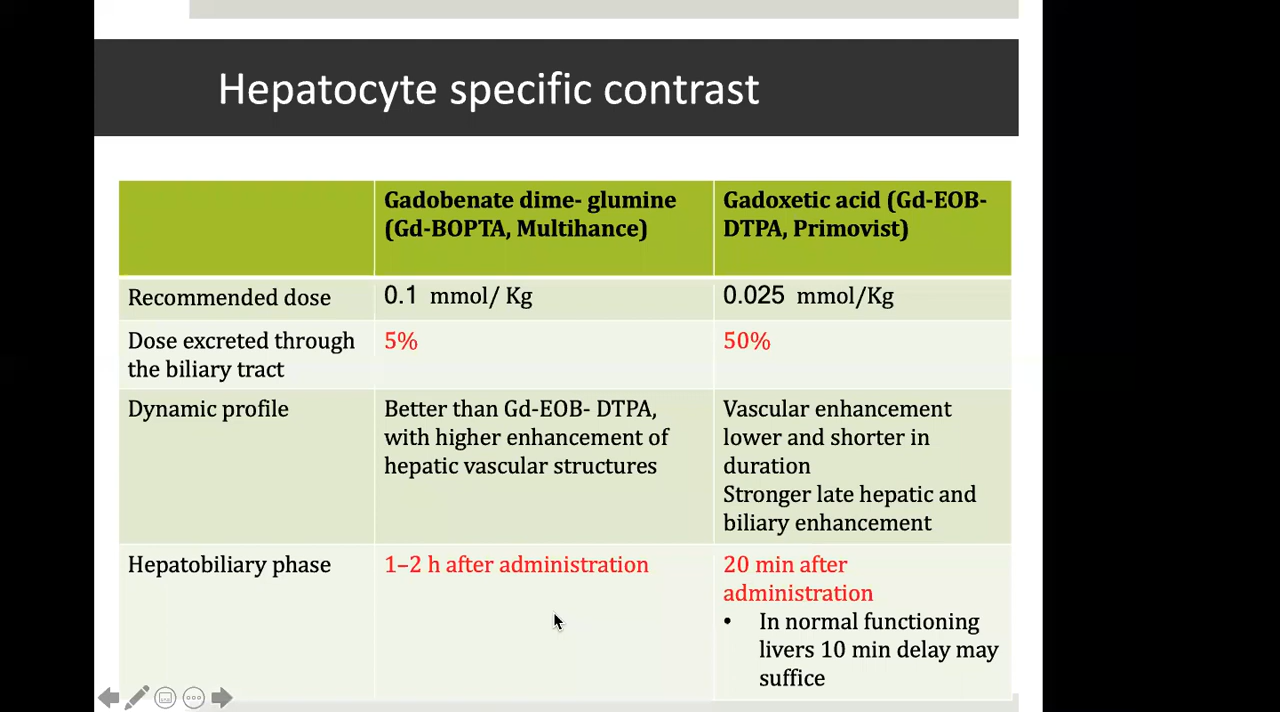 Hepatocyte specific contrast
Gadobenate dime- glumine
(Gd-BOPTA, Multihance)
Gadoxetic acid (Gd-EOB-
DTPA, Primovist)
Recommended dose
0.1 mmol/ Kg
0.025 mmol/Kg
Dose excreted through
the biliary tract
5%
50%
Dynamic profile
Better than Gd-EOB- DTPA,
with higher enhancement of
hepatic vascular structures
Vascular enhancement
lower and shorter in
duration
Stronger late hepatic and
biliary enhancement
Hepatobiliary phase
1–2 h after administration
20 min after
administration
• In normal functioning
livers 10 min delay may
suffice